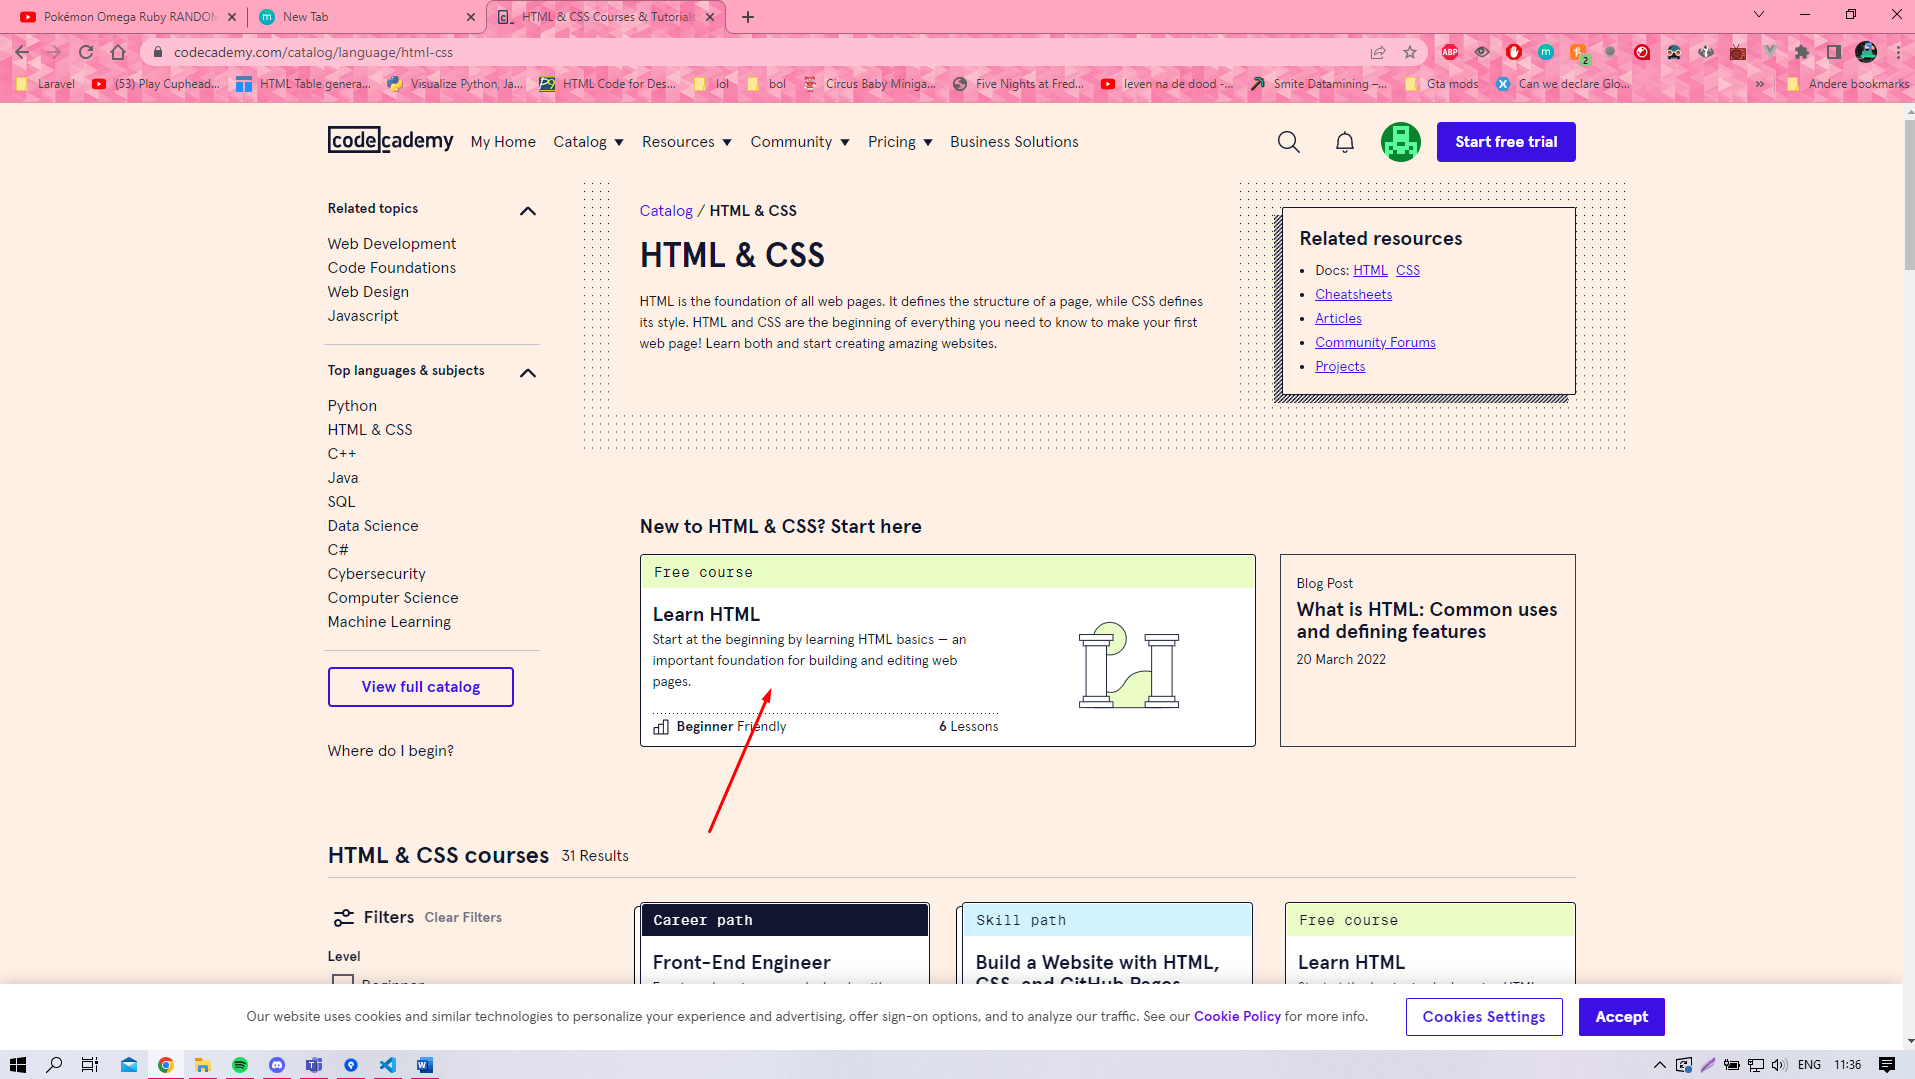 Pokémon Omega Ruby RANDOM
New Tab
HTML & CSS Courses & Tutorials
codecademy.com/catalog/language/html-css
ABP
2
Laravel
(53) Play Cuphead...
HTML Table genera...
Visualize Python, Ja...
HTML Code for Des...
lol
bol
Circus Baby Miniga...
Five Nights at Fred...
leven na de dood -...
Smite Datamining –...
Gta mods
Can we declare Glo...
»
Andere bookmarks
codecademy
My Home
Catalog
Resources
Community
Pricing
Business Solutions
Start free trial
Related topics
Web Development
Code Foundations
Web Design
Javascript
Top languages & subjects
Python
HTML & CSS
C++
Java
SQL
Data Science
C#
Cybersecurity
Computer Science
Machine Learning
View full catalog
Where do I begin?
Catalog / HTML & CSS
HTML & CSS
HTML is the foundation of all web pages. It defines the structure of a page, while CSS defines
its style. HTML and CSS are the beginning of everything you need to know to make your first
web page! Learn both and start creating amazing websites.
Related resources
Docs: HTML CSS
Cheatsheets
Articles
Community Forums
Projects
New to HTML & CSS? Start here
Free course
Learn HTML
Start at the beginning by learning HTML basics — an
important foundation for building and editing web
pages.
Beginner Friendly
6 Lessons
Blog Post
What is HTML: Common uses
and defining features
20 March 2022
HTML & CSS courses
31 Results
Filters
Clear Filters
Level
Beginner
Career path
Front-End Engineer
Skill path
Build a Website with HTML,
CSS, and GitHub Pages
Free course
Learn HTML
Our website uses cookies and similar technologies to personalize your experience and advertising, offer sign-on options, and to analyze our traffic. See our Cookie Policy for more info.
Cookies Settings
Accept
ENG
11:36